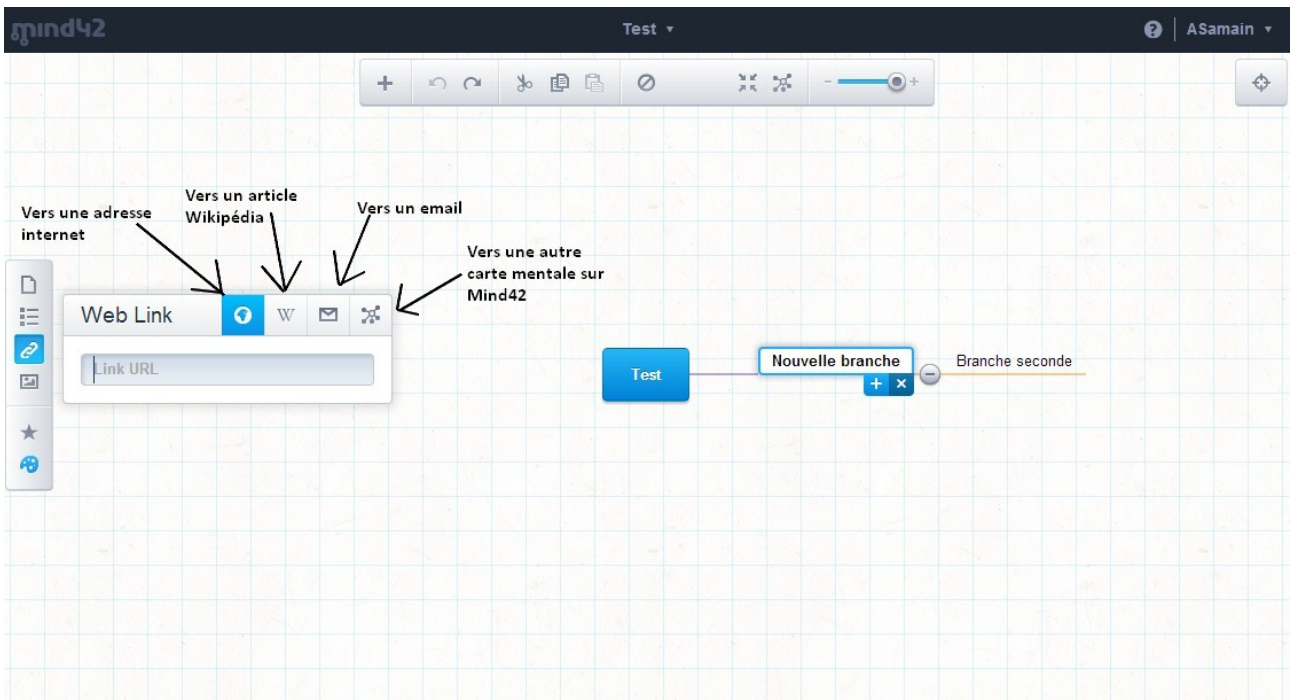 mind42
Test
ASamain
Vers une adresse
internet
Vers un article
Wikipédia
Vers un email
Vers une autre
carte mentale sur
Mind42
Web Link
W
Link URL
Test
Nouvelle branche
Branche seconde